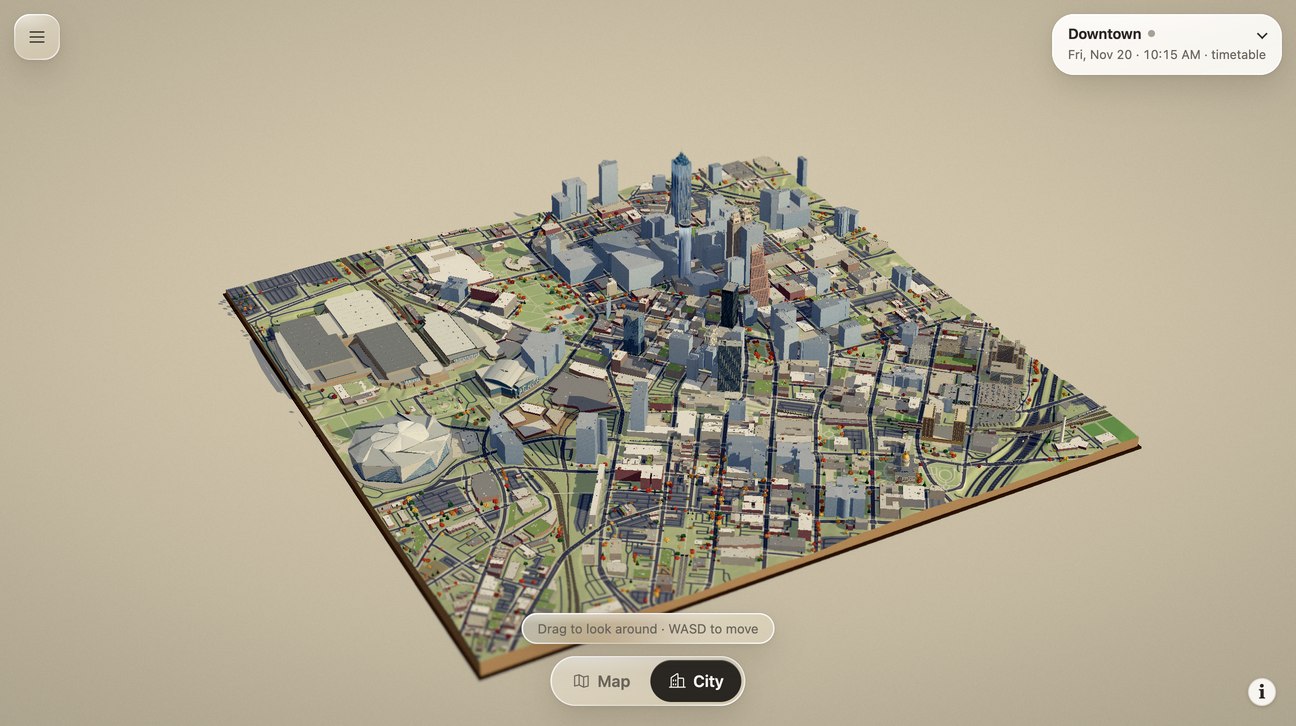 Downtown
Fri, Nov 20 · 10:15 AM · timetable
Drag to look around · WASD to move
Map
City
i